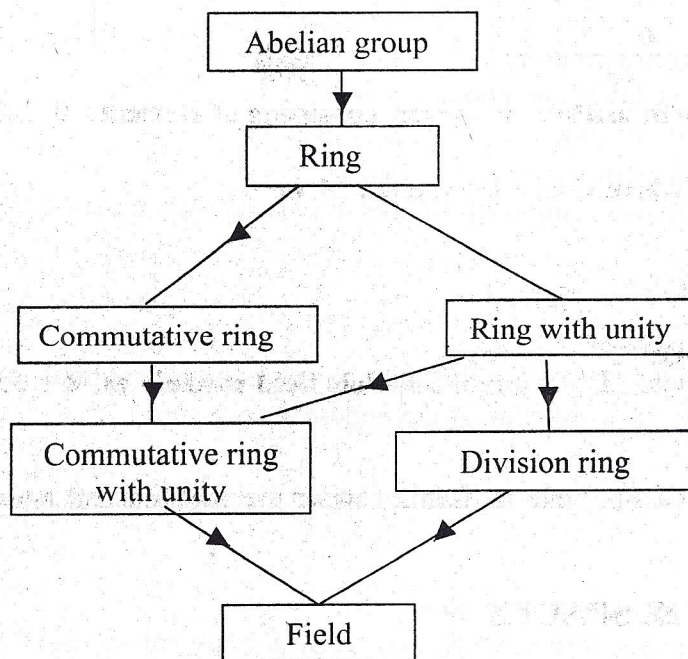 Abelian group
Ring
Commutative ring
Ring with unity
Commutative ring
with unity
Division ring
Field